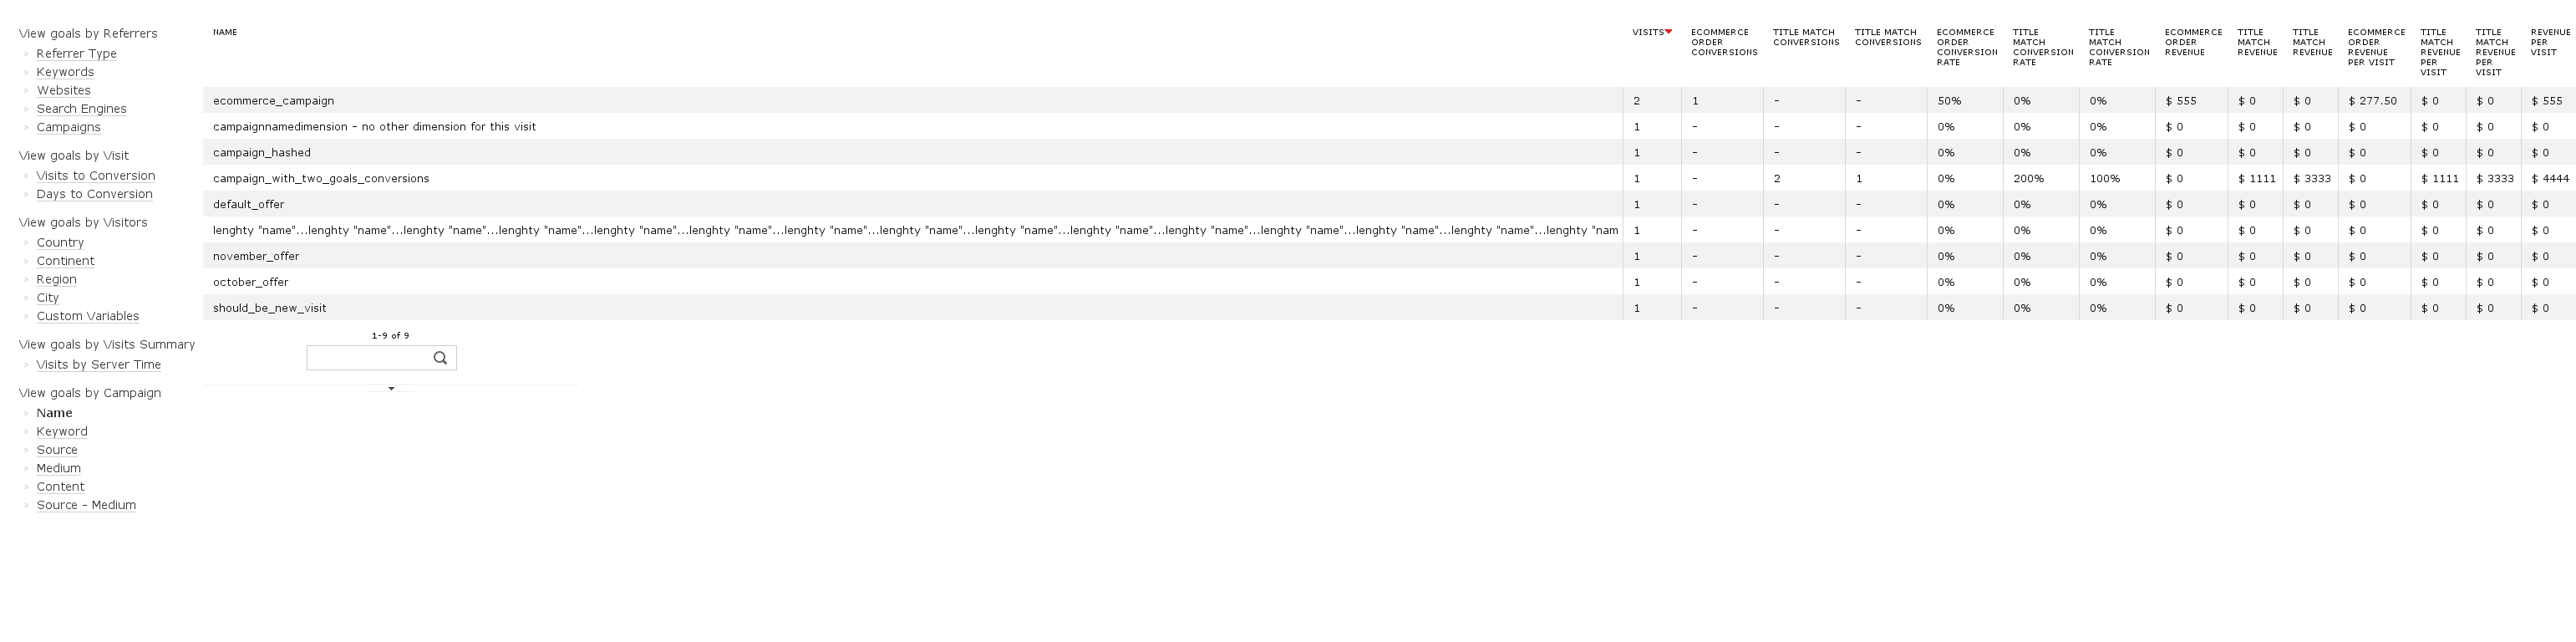 View goals by Referrers
Referrer Type
Keywords
Websites
Search Engines
Campaigns
View goals by Visit
Visits to Conversion
Days to Conversion
View goals by Visitors
Country
Continent
Region
City
Custom Variables
View goals by Visits Summary
Visits by Server Time
View goals by Campaign
Name
Keyword
Source
Medium
Content
Source - Medium
NAME VISITS ECOMMERCE ORDER CONVERSIONS TITLE MATCH CONVERSIONS TITLE MATCH CONVERSIONS ECOMMERCE ORDER CONVERSION RATE TITLE MATCH CONVERSION RATE TITLE MATCH CONVERSION RATE ECOMMERCE ORDER REVENUE TITLE MATCH REVENUE TITLE MATCH REVENUE ECOMMERCE ORDER REVENUE PER VISIT TITLE MATCH REVENUE PER VISIT TITLE MATCH REVENUE PER VISIT REVENUE PER VISIT
ecommerce_campaign 2 1 - - 50% 0% 0% $ 555 $ 0 $ 0 $ 277.50 $ 0 $ 0 $ 555
campaignnamedimension - no other dimension for this visit 1 - - - 0% 0% 0% $ 0 $ 0 $ 0 $ 0 $ 0 $ 0 $ 0
campaign_hashed 1 - - - 0% 0% 0% $ 0 $ 0 $ 0 $ 0 $ 0 $ 0 $ 0
campaign_with_two_goals_conversions 1 - 2 1 0% 200% 100% $ 0 $ 1111 $ 3333 $ 0 $ 1111 $ 3333 $ 4444
default_offer 1 - - - 0% 0% 0% $ 0 $ 0 $ 0 $ 0 $ 0 $ 0 $ 0
lenghty "name"...lenghty "name"...lenghty "name"...lenghty "name"...lenghty "name"...lenghty "name"...lenghty "name"...lenghty "name"...lenghty "name"...lenghty "name"...lenghty "name"...lenghty "name"...lenghty "name"...lenghty "name"...lenghty "nam 1 - - - 0% 0% 0% $ 0 $ 0 $ 0 $ 0 $ 0 $ 0 $ 0
november_offer 1 - - - 0% 0% 0% $ 0 $ 0 $ 0 $ 0 $ 0 $ 0 $ 0
october_offer 1 - - - 0% 0% 0% $ 0 $ 0 $ 0 $ 0 $ 0 $ 0 $ 0
should_be_new_visit 1 - - - 0% 0% 0% $ 0 $ 0 $ 0 $ 0 $ 0 $ 0 $ 0
1-9 of 9